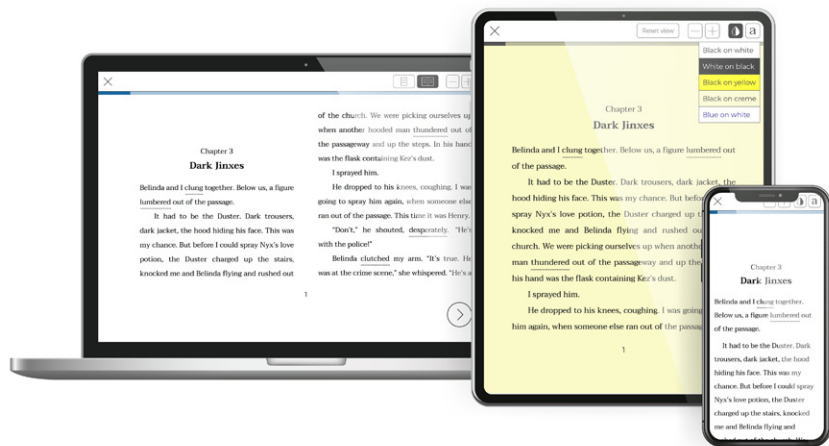 Chapter 3
Dark Jinxes
Belinda and I clung together. Below us, a figure
lumbered out of the passage.
It had to be the Duster. Dark trousers,
dark jacket, the hood hiding his face. This was
my chance. But before I could spray Nyx's love
potion, the Duster charged up the stairs,
knocked me and Belinda flying and rushed out
1
of the church. We were picking ourselves up
when another hooded man thundered out of
the passageway and up the steps. In his hand
was the flask containing Kez's dust.
I sprayed him.
He dropped to his knees, coughing. I was
going to spray him again, when someone else
ran out of the passage. This time it was Henry.
"Don't," he shouted, desperately. "He's
with the police!"
Belinda clutched my arm. "It's true. He
was at the crime scene," she whispered. "He's a
Reset view
a
Black on white
White on black
Black on yellow
Black on creme
Blue on white
Chapter 3
Dark Jinxes
Belinda and I clung together. Below us, a figure lumbered out
of the passage.
It had to be the Duster. Dark trousers, dark jacket, the
hood hiding his face. This was my chance. But before I could
spray Nyx's love potion, the Duster charged up the
knocked me and Belinda flying and rushed out
church. We were picking ourselves up when another
man thundered out of the passageway and up the
his hand was the flask containing Kez's dust.
I sprayed him.
He dropped to his knees, coughing. I was going
him again, when someone else ran out of the passage
1
a
Chapter 3
Dark Jinxes
Belinda and I clung together.
Below us, a figure lumbered out
of the passage.
It had to be the Duster. Dark
trousers, dark jacket, the hood
hiding his face. This was my
chance. But before I could spray
Nyx's love potion, the Duster
charged up the stairs, knocked
me and Belinda flying and
rushed out of the church. We